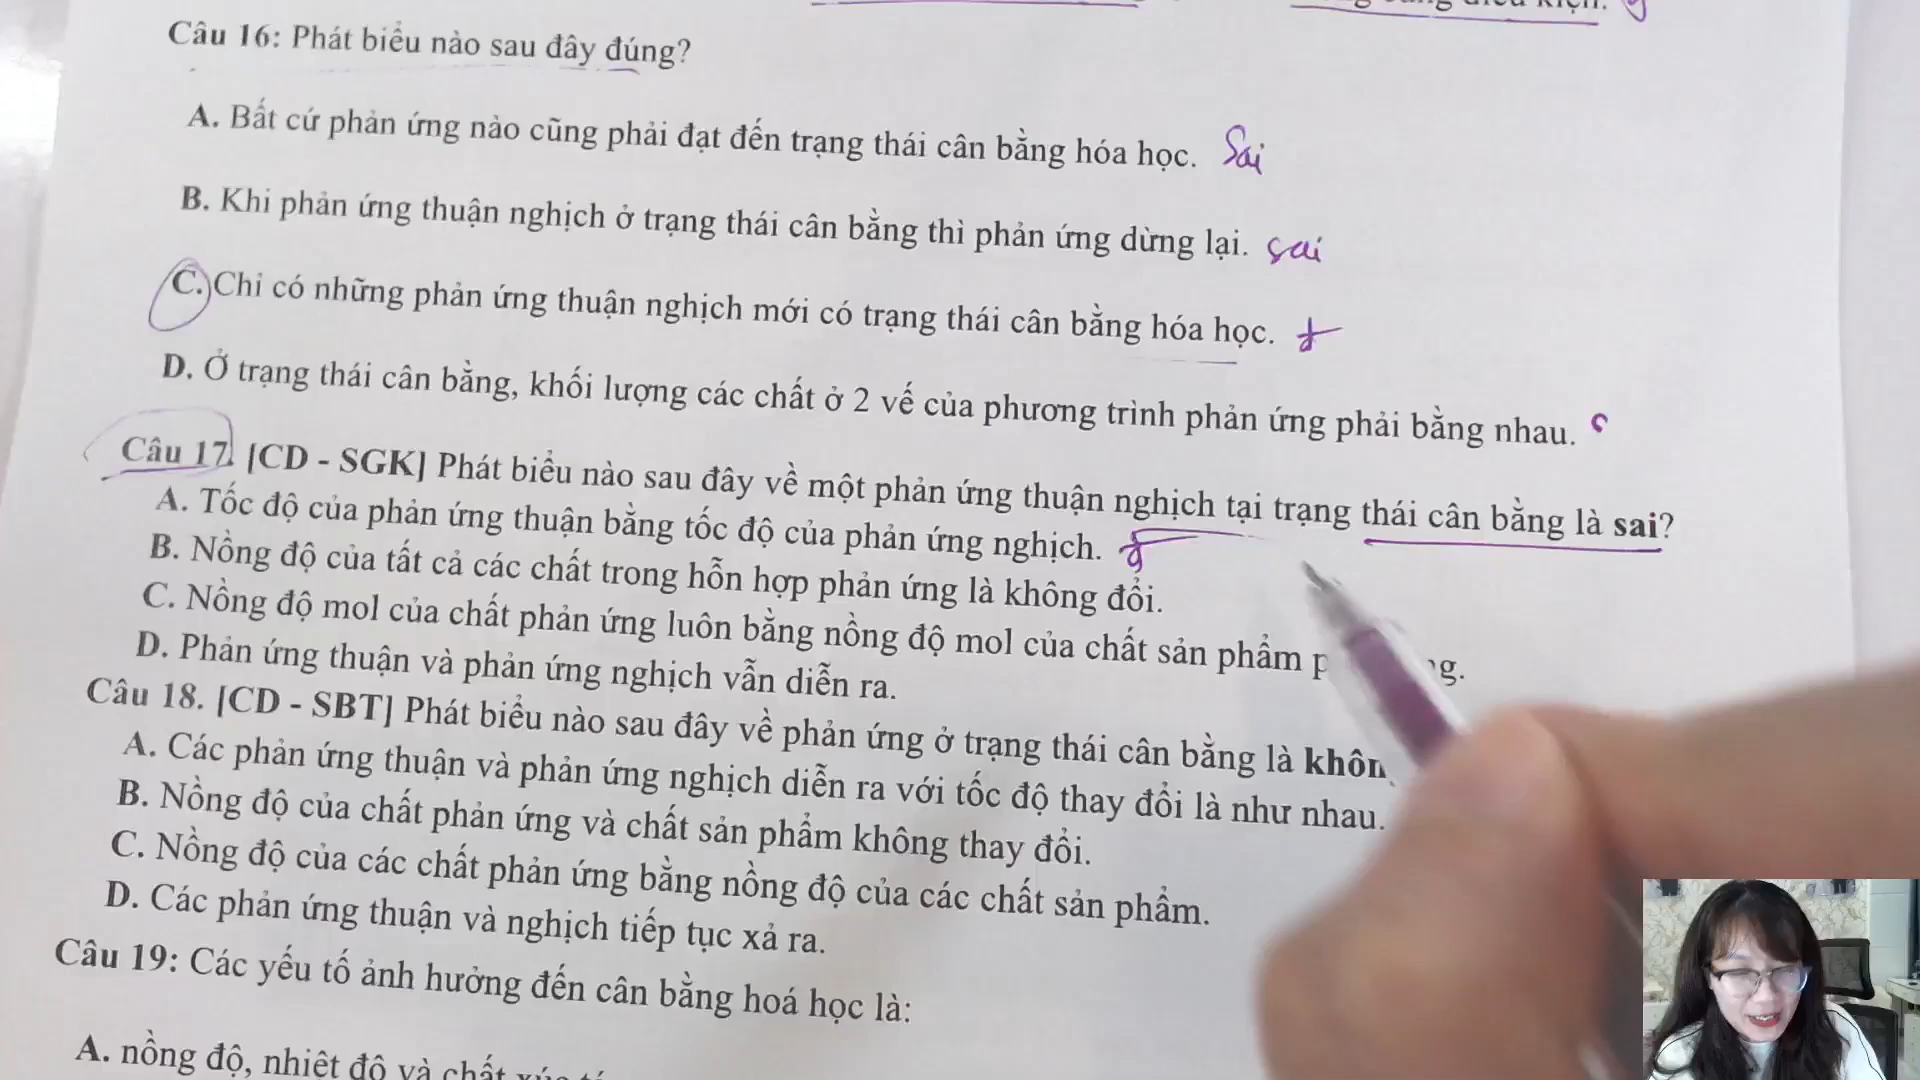 điều kiện.
Câu 16: Phát biểu nào sau đây đúng?
A. Bất cứ phản ứng nào cũng phải đạt đến trạng thái cân bằng hóa học. Sai
B. Khi phản ứng thuận nghịch ở trạng thái cân bằng thì phản ứng dừng lại. sai
C. Chỉ có những phản ứng thuận nghịch mới có trạng thái cân bằng hóa học. đ
D. Ở trạng thái cân bằng, khối lượng các chất ở 2 vế của phương trình phản ứng phải bằng nhau. s
Câu 17. [CD - SGK] Phát biểu nào sau đây về một phản ứng thuận nghịch tại trạng thái cân bằng là sai?
A. Tốc độ của phản ứng thuận bằng tốc độ của phản ứng nghịch. đ
B. Nồng độ của tất cả các chất trong hỗn hợp phản ứng là không đổi.
C. Nồng độ mol của chất phản ứng luôn bằng nồng độ mol của chất sản phẩm
D. Phản ứng thuận và phản ứng nghịch vẫn diễn ra.
Câu 18. [CD - SBT] Phát biểu nào sau đây về phản ứng ở trạng thái cân bằng là
A. Các phản ứng thuận và phản ứng nghịch diễn ra với tốc độ thay đổi là như nhau.
B. Nồng độ của chất phản ứng và chất sản phẩm không thay đổi.
C. Nồng độ của các chất phản ứng bằng nồng độ của các chất sản phẩm.
D. Các phản ứng thuận và nghịch tiếp tục xả ra.
Câu 19: Các yếu tố ảnh hưởng đến cân bằng hoá học là:
A. nồng độ, nhiệt độ và chất